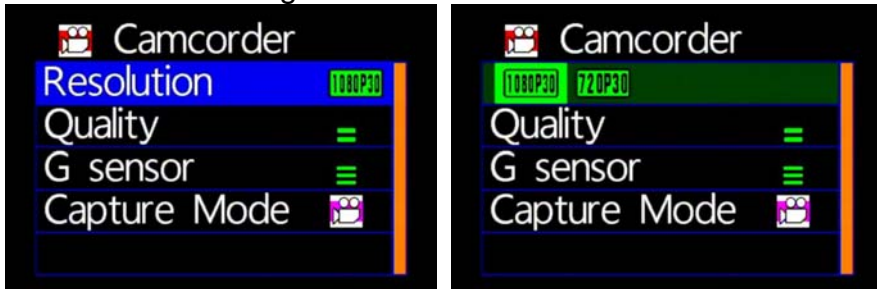 Camcorder
Resolution 1080P30
Quality
G sensor
Capture Mode
Camcorder
1080P30 720P30
Quality
G sensor
Capture Mode